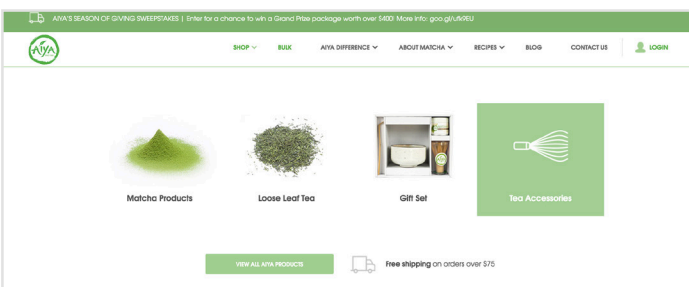 AIYA'S SEASON OF GIVING SWEEPSTAKES | Enter for a chance to win a Grand Prize package worth over $400! More info: goo.gl/ufk9EU
AIYA
SHOP BULK AIYA DIFFERENCE ABOUT MATCHA RECIPES BLOG CONTACT US LOGIN
Matcha Products Loose Leaf Tea Gift Set Tea Accessories
VIEW ALL AIYA PRODUCTS Free shipping on orders over $75